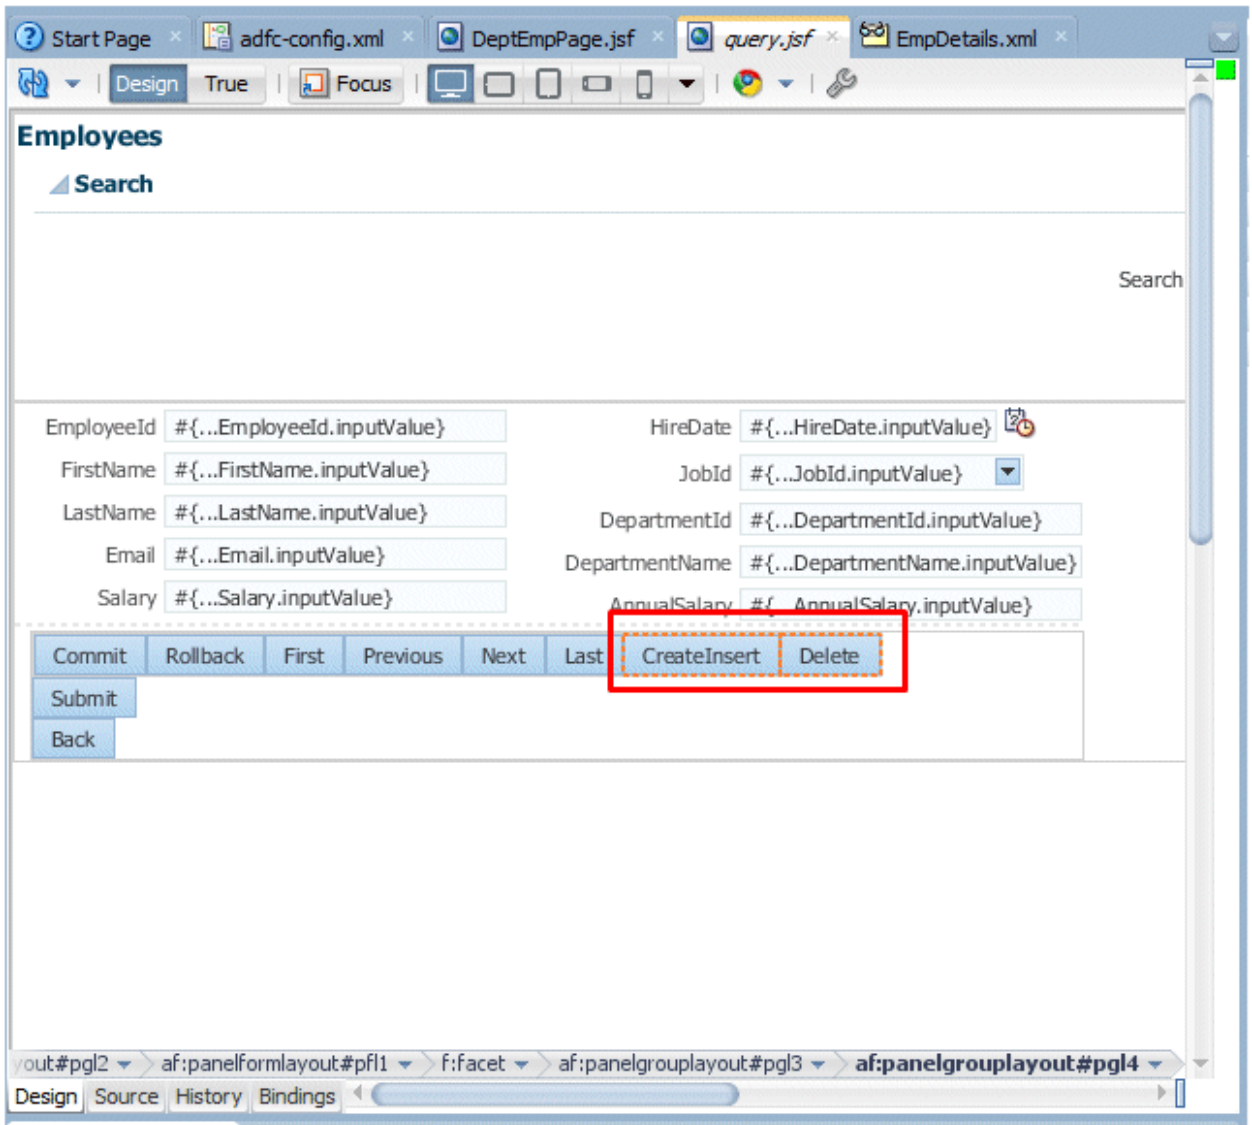 Start Page adfc-config.xml DeptEmpPage.jsf query.jsf EmpDetails.xml
Design True Focus
Employees
Search
Search
EmployeeId #{...EmployeeId.inputValue} HireDate #{...HireDate.inputValue}
FirstName #{...FirstName.inputValue} JobId #{...JobId.inputValue}
LastName #{...LastName.inputValue} DepartmentId #{...DepartmentId.inputValue}
Email #{...Email.inputValue} DepartmentName #{...DepartmentName.inputValue}
Salary #{...Salary.inputValue} AnnualSalary #{...AnnualSalary.inputValue}
Commit Rollback First Previous Next Last CreateInsert Delete
Submit
Back
yout#pgl2 af:panelformlayout#pfl1 f:facet af:panelgrouplayout#pgl3 af:panelgrouplayout#pgl4
Design Source History Bindings